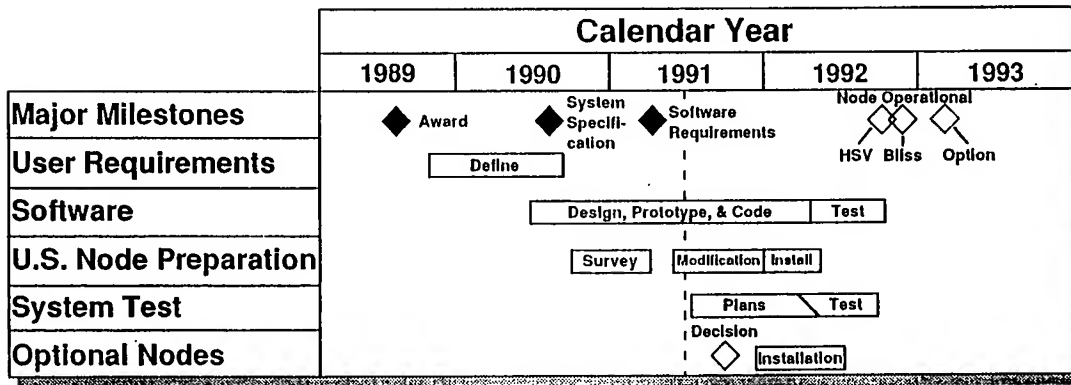 Calendar Year
1989 1990 1991 1992 1993
Major Milestones
Award
System
Specifi-
cation
Software
Requirements
Node Operational
HSV Bliss Option
User Requirements
Define
Software
Design, Prototype, & Code Test
U.S. Node Preparation
Survey Modification Install
System Test
Plans Test
Optional Nodes
Decision
Installation